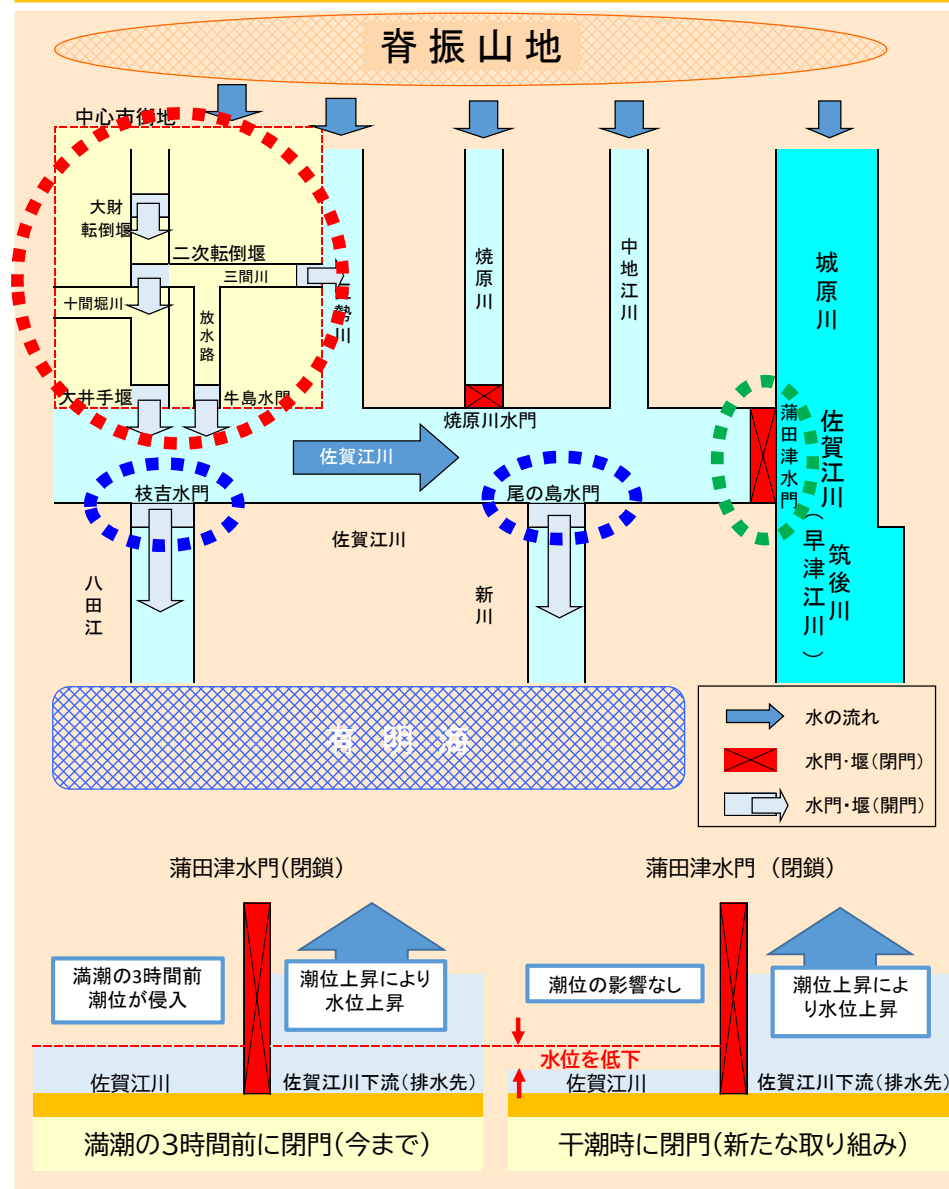 脊振山地
中心市街地
大財
転倒堰
二次転倒堰
三間川
十間堀川
放水路
大井手堰
牛島水門
勢川
焼原川
中地江川
城原川
焼原川水門
蒲田津水門
佐賀江川
佐賀江川
枝吉水門
尾の島水門
佐賀江川
八田江
新川
筑後川
(早津江川)
有明海
水の流れ
水門・堰(閉門)
水門・堰(開門)
蒲田津水門(閉鎖)
満潮の3時間前
潮位が侵入
潮位上昇により
水位上昇
佐賀江川
佐賀江川下流(排水先)
満潮の3時間前に閉門(今まで)
蒲田津水門 (閉鎖)
潮位の影響なし
潮位上昇によ
り水位上昇
水位を低下
佐賀江川
佐賀江川下流(排水先)
干潮時に閉門(新たな取り組み)